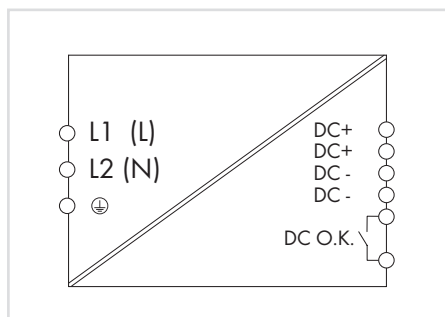 L1 (L)
L2 (N)
DC+
DC+
DC -
DC -
DC O.K.